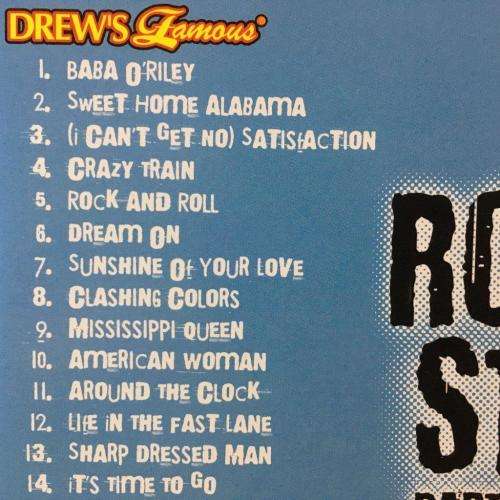 DREW'S Famous
1. BABA O'RILEY
2. SWEET HOME ALABAMA
3. (i CAN'T GET NO) SATISfACTION
4. CRAZY TRAIN
5. ROCK AND ROLL
6. DREAM ON
7. SUNSHINE Of YOUR LOVE
8. CLASHING COLORS
9. MISSISSIPPI QUEEN
10. AMERICAN WOMAN
11. AROUND THE CLOCK
12. LIFE iN THE FAST LANE
13. SHARP DRESSED MAN
14. iT'S TIME TO GO